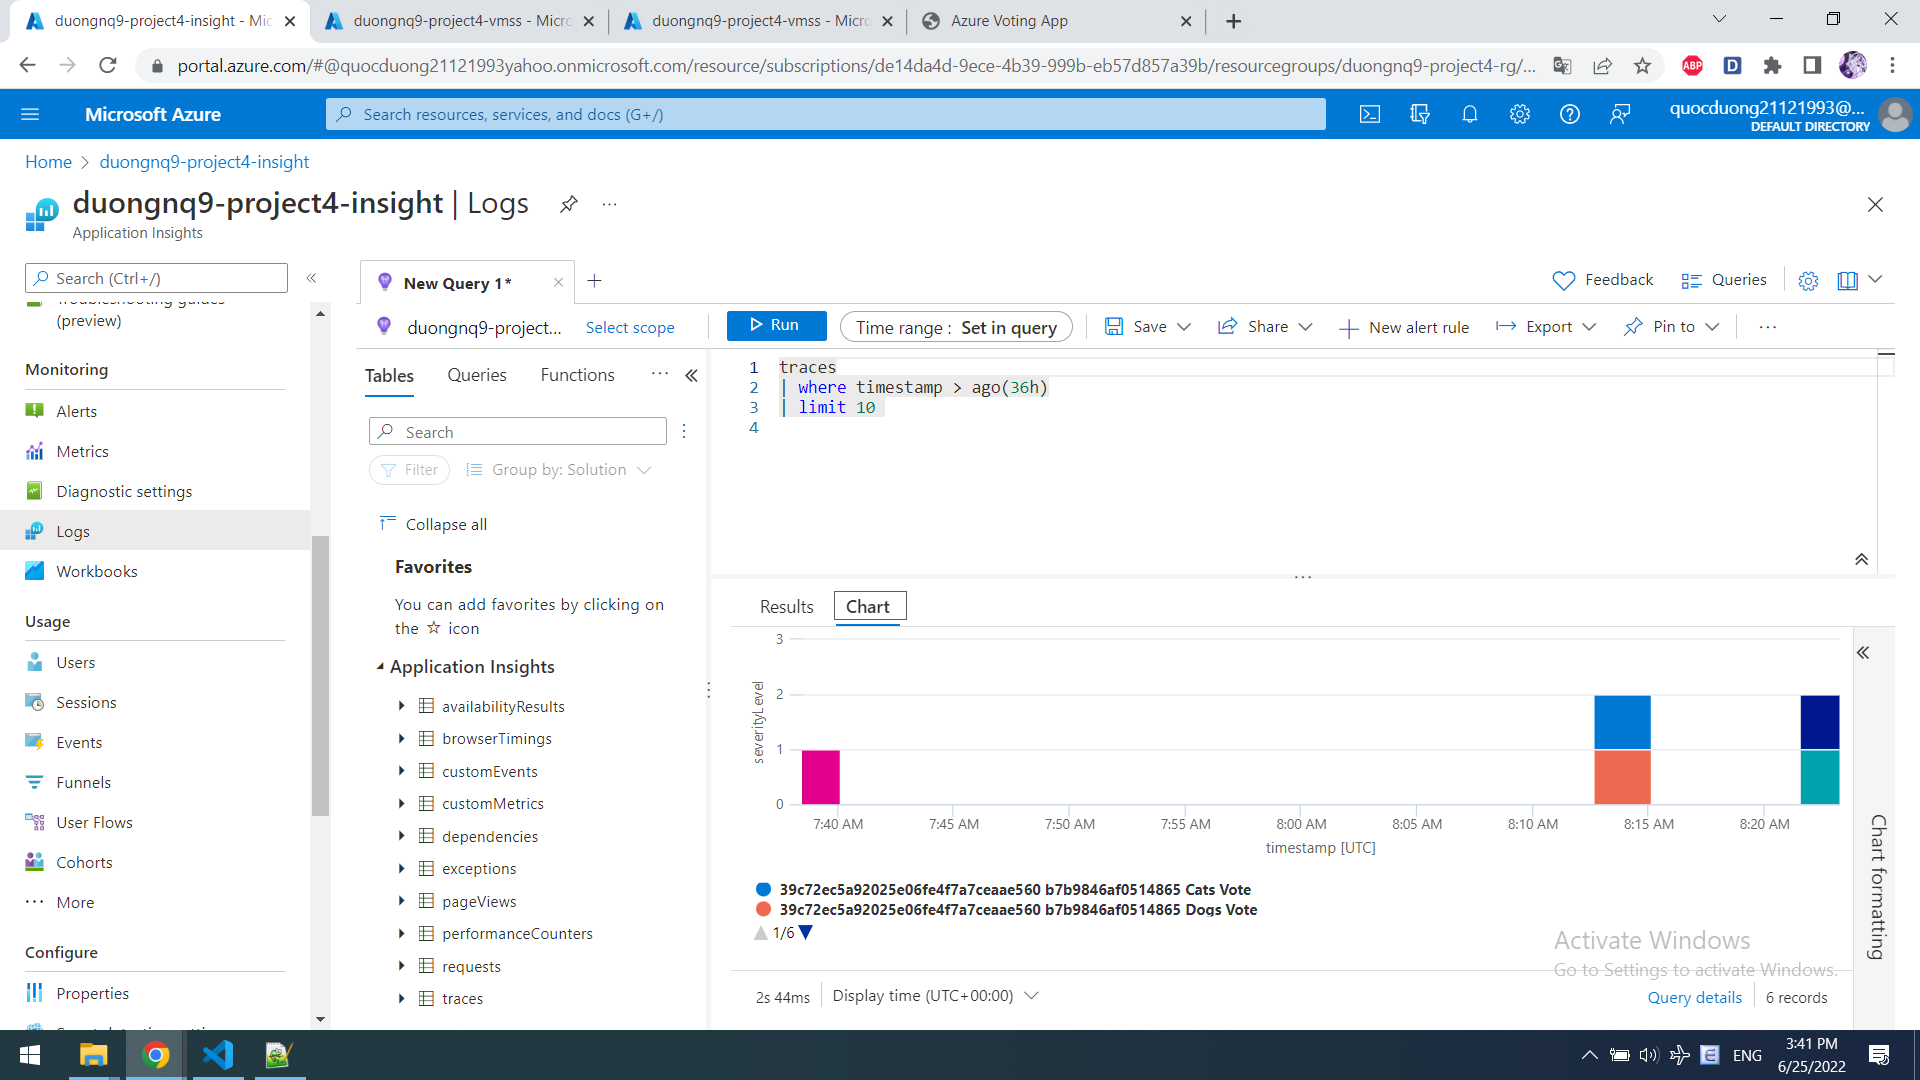 duongnq9-project4-insight - Mic
duongnq9-project4-vmss - Micro
duongnq9-project4-vmss - Micro
Azure Voting App
portal.azure.com/#@quocduong21121993yahoo.onmicrosoft.com/resource/subscriptions/de14da4d-9ece-4b39-999b-eb57d857a39b/resourcegroups/duongnq9-project4-rg/...
ABP
D
Microsoft Azure
Search resources, services, and docs (G+/)
quocduong21121993@...
DEFAULT DIRECTORY
Home
duongnq9-project4-insight
duongnq9-project4-insight | Logs
Application Insights
Search (Ctrl+/)
Troubleshooting guides
(preview)
Monitoring
Alerts
Metrics
Diagnostic settings
Logs
Workbooks
Usage
Users
Sessions
Events
Funnels
User Flows
Cohorts
More
Configure
Properties
New Query 1*
Feedback
Queries
duongnq9-project...
Select scope
Run
Time range : Set in query
Save
Share
New alert rule
Export
Pin to
Tables
Queries
Functions
Search
Filter
Group by: Solution
Collapse all
Favorites
You can add favorites by clicking on
the ☆ icon
Application Insights
availabilityResults
browserTimings
customEvents
customMetrics
dependencies
exceptions
pageViews
performanceCounters
requests
traces
1 traces
2 | where timestamp > ago(36h)
3 | limit 10
4
Results
Chart
3
2
1
0
severityLevel
7:40 AM
7:45 AM
7:50 AM
7:55 AM
8:00 AM
8:05 AM
8:10 AM
8:15 AM
8:20 AM
timestamp [UTC]
39c72ec5a92025e06fe4f7a7ceaae560 b7b9846af0514865 Cats Vote
39c72ec5a92025e06fe4f7a7ceaae560 b7b9846af0514865 Dogs Vote
1/6
Chart formatting
Activate Windows
Go to Settings to activate Windows.
2s 44ms
Display time (UTC+00:00)
Query details
6 records
ENG
3:41 PM
6/25/2022